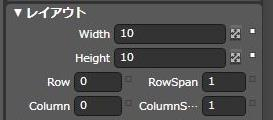 ▼レイアウト
Width 10
Height 10
Row 0 RowSpan 1
Column 0 ColumnS… 1